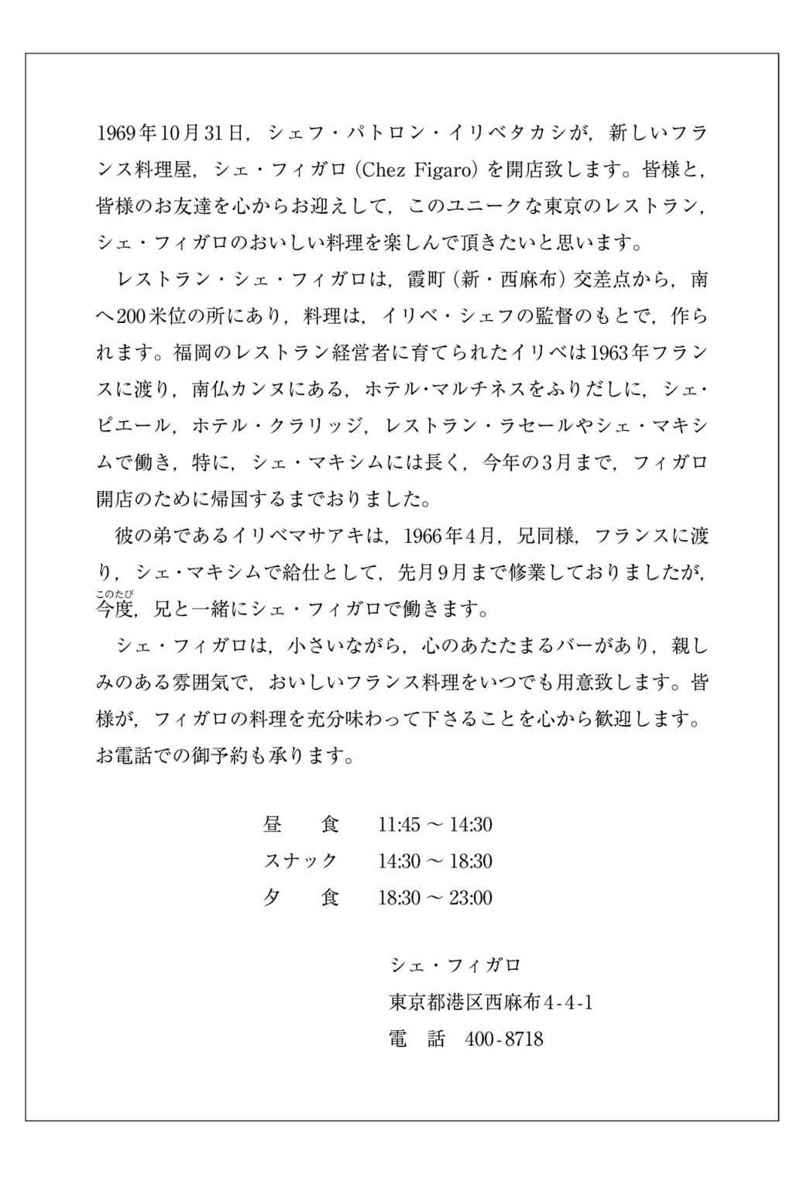 1969年10月31日，シェフ・パトロン・イリベタカシが，新しいフラ
ンス料理屋，シェ・フィガロ（Chez Figaro）を開店致します。皆様と，
皆様のお友達を心からお迎えして，このユニークな東京のレストラン，
シェ・フィガロのおいしい料理を楽しんで頂きたいと思います。
　レストラン・シェ・フィガロは，霞町（新・西麻布）交差点から，南
へ200米位の所にあり，料理は，イリベ・シェフの監督のもとで，作ら
れます。福岡のレストラン経営者に育てられたイリベは1963年フラン
スに渡り，南仏カンヌにある，ホテル・マルチネスをふりだしに，シェ・
ピエール，ホテル・クラリッジ，レストラン・ラセールやシェ・マキシ
ムで働き，特に，シェ・マキシムには長く，今年の3月まで，フィガロ
開店のために帰国するまでおりました。
　彼の弟であるイリベマサアキは，1966年4月，兄同様，フランスに渡
り，シェ・マキシムで給仕として，先月9月まで修業しておりましたが，
このたび
今度，兄と一緒にシェ・フィガロで働きます。
　シェ・フィガロは，小さいながら，心のあたたまるバーがあり，親し
みのある雰囲気で，おいしいフランス料理をいつでも用意致します。皆
様が，フィガロの料理を充分味わって下さることを心から歓迎します。
お電話での御予約も承ります。
昼　　食　　11:45 〜 14:30
スナック　　14:30 〜 18:30
夕　　食　　18:30 〜 23:00
シェ・フィガロ
東京都港区西麻布4-4-1
電　話　400-8718